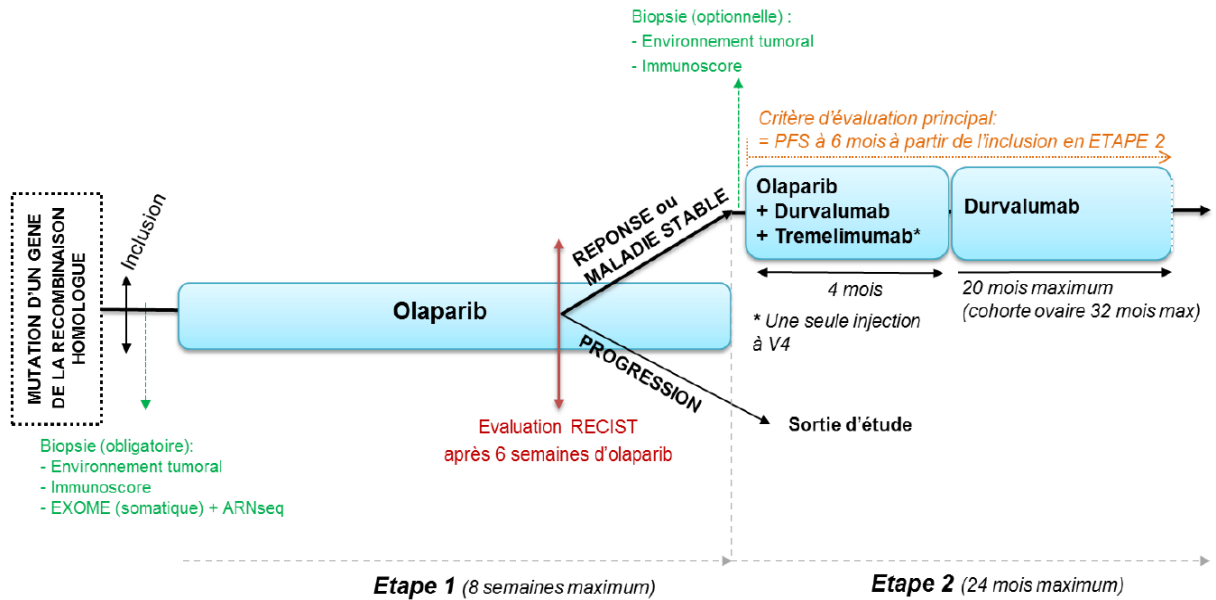 Biopsie (optionnelle) :
- Environnement tumoral
- Immunoscore
Critère d'évaluation principal:
= PFS à 6 mois à partir de l'inclusion en ETAPE 2
MUTATION D'UN GENE
DE LA RECOMBINAISON
HOMOLOGUE
Inclusion
Olaparib
REPONSE ou
MALADIE STABLE
PROGRESSION
Olaparib
+ Durvalumab
+ Tremelimumab*
Durvalumab
4 mois
20 mois maximum
(cohorte ovaire 32 mois max)
* Une seule injection
à V4
Sortie d'étude
Evaluation RECIST
après 6 semaines d'olaparib
Biopsie (obligatoire):
- Environnement tumoral
- Immunoscore
- EXOME (somatique) + ARNseq
Etape 1 (8 semaines maximum)
Etape 2 (24 mois maximum)